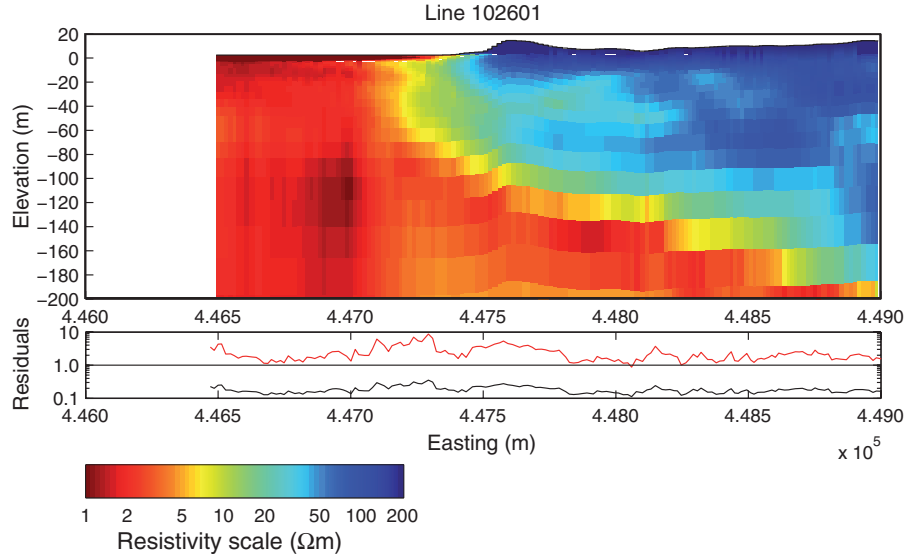 Line 102601
Elevation (m)
20
0
−20
−40
−60
−80
−100
−120
−140
−160
−180
−200
4.460 4.465 4.470 4.475 4.480 4.485 4.490
Residuals
10
1.0
0.1
4.460 4.465 4.470 4.475 4.480 4.485 4.490
Easting (m)
x 10⁵
1 2 5 10 20 50 100 200
Resistivity scale (Ωm)